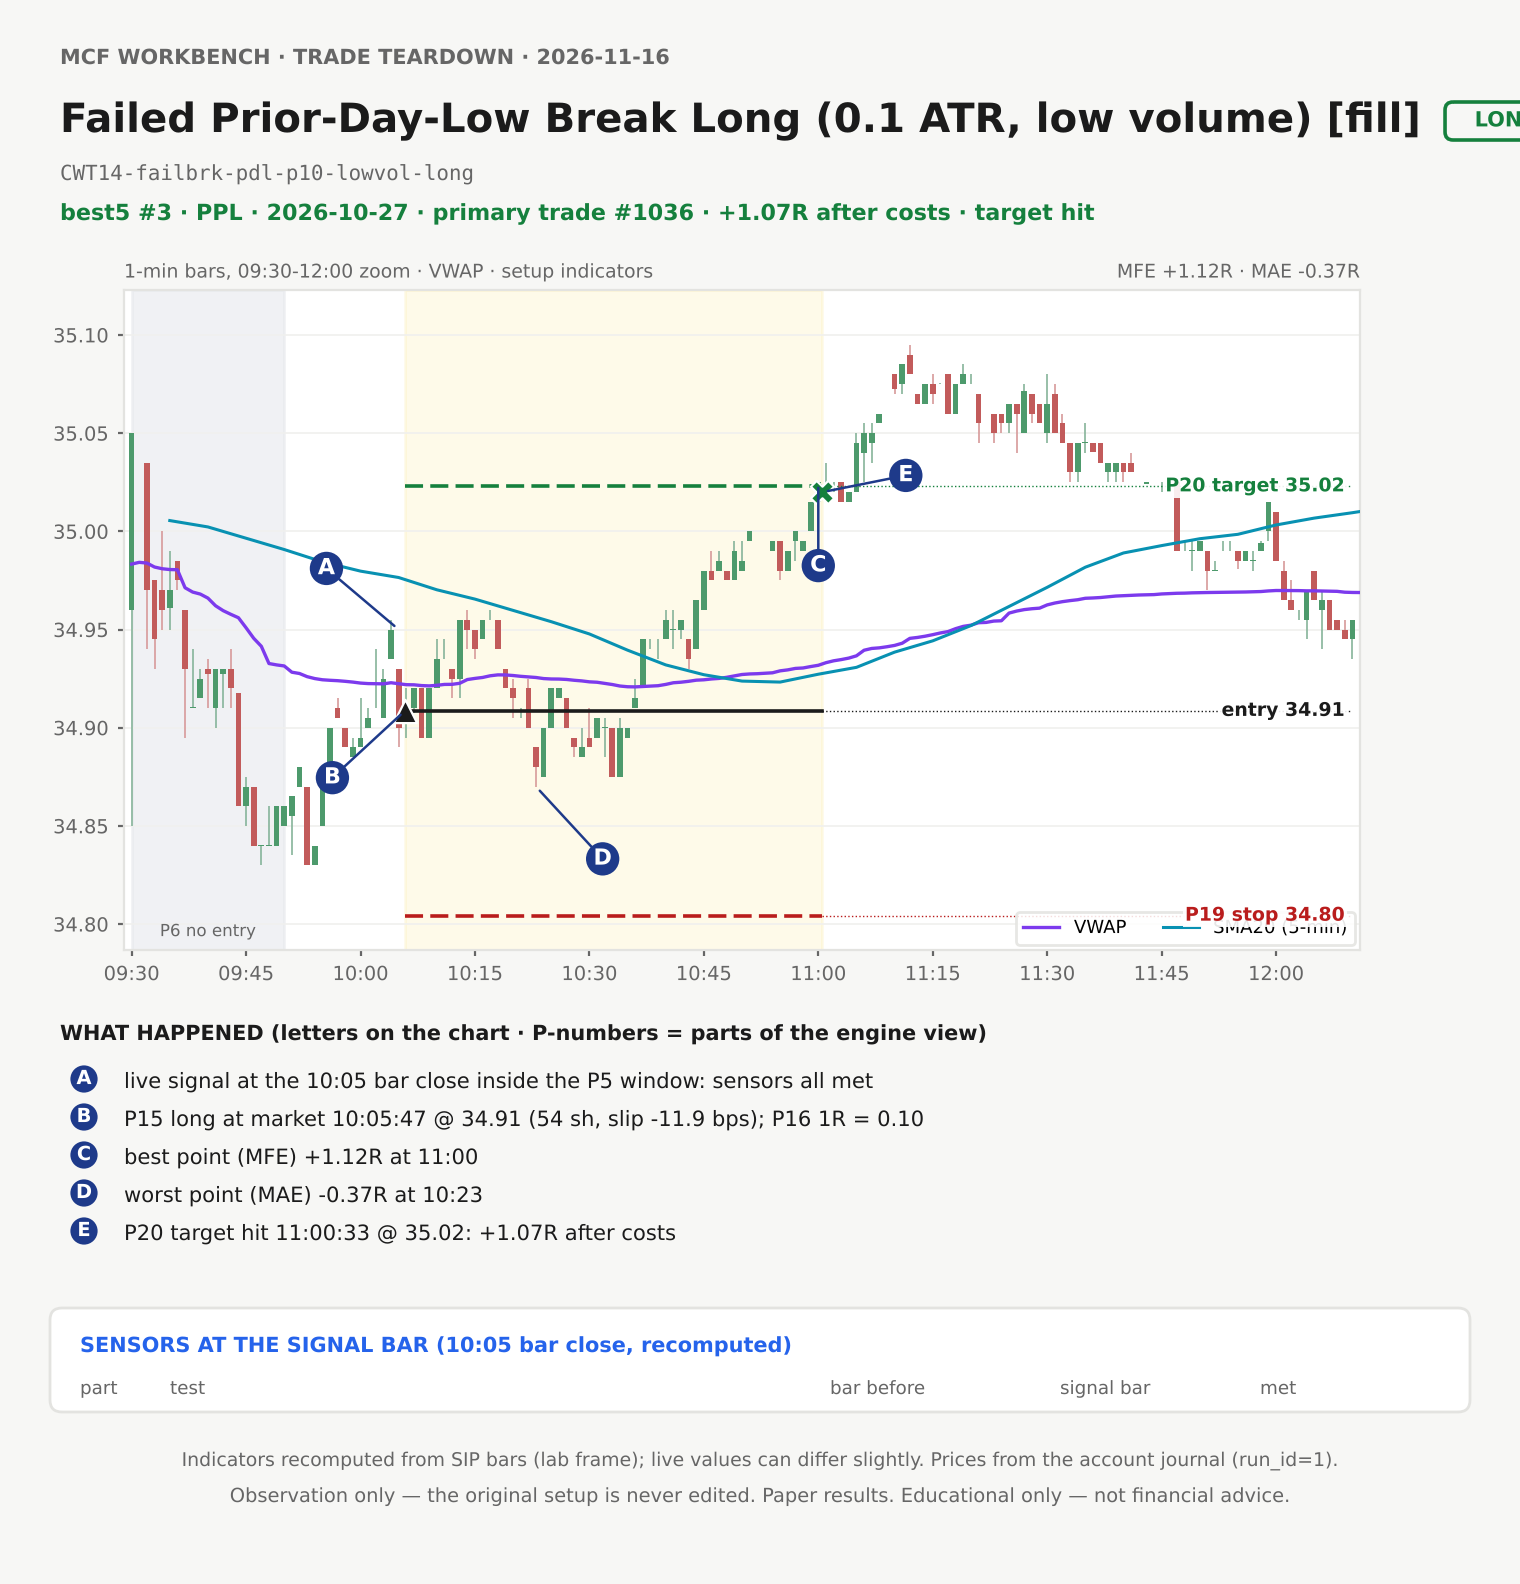 MCF WORKBENCH · TRADE TEARDOWN · 2026-11-16
Failed Prior-Day-Low Break Long (0.1 ATR, low volume) [fill] LON
CWT14-failbrk-pdl-p10-lowvol-long
best5 #3 · PPL · 2026-10-27 · primary trade #1036 · +1.07R after costs · target hit
1-min bars, 09:30-12:00 zoom · VWAP · setup indicators MFE +1.12R · MAE -0.37R
35.10
35.05
35.00
34.95
34.90
34.85
34.80
A
B
C
D
E
P20 target 35.02
entry 34.91
P19 stop 34.80
P6 no entry
VWAP SMA20 (5-min)
09:30 09:45 10:00 10:15 10:30 10:45 11:00 11:15 11:30 11:45 12:00
WHAT HAPPENED (letters on the chart · P-numbers = parts of the engine view)
A live signal at the 10:05 bar close inside the P5 window: sensors all met
B P15 long at market 10:05:47 @ 34.91 (54 sh, slip -11.9 bps); P16 1R = 0.10
C best point (MFE) +1.12R at 11:00
D worst point (MAE) -0.37R at 10:23
E P20 target hit 11:00:33 @ 35.02: +1.07R after costs
SENSORS AT THE SIGNAL BAR (10:05 bar close, recomputed)
part test bar before signal bar met
Indicators recomputed from SIP bars (lab frame); live values can differ slightly. Prices from the account journal (run_id=1).
Observation only — the original setup is never edited. Paper results. Educational only — not financial advice.